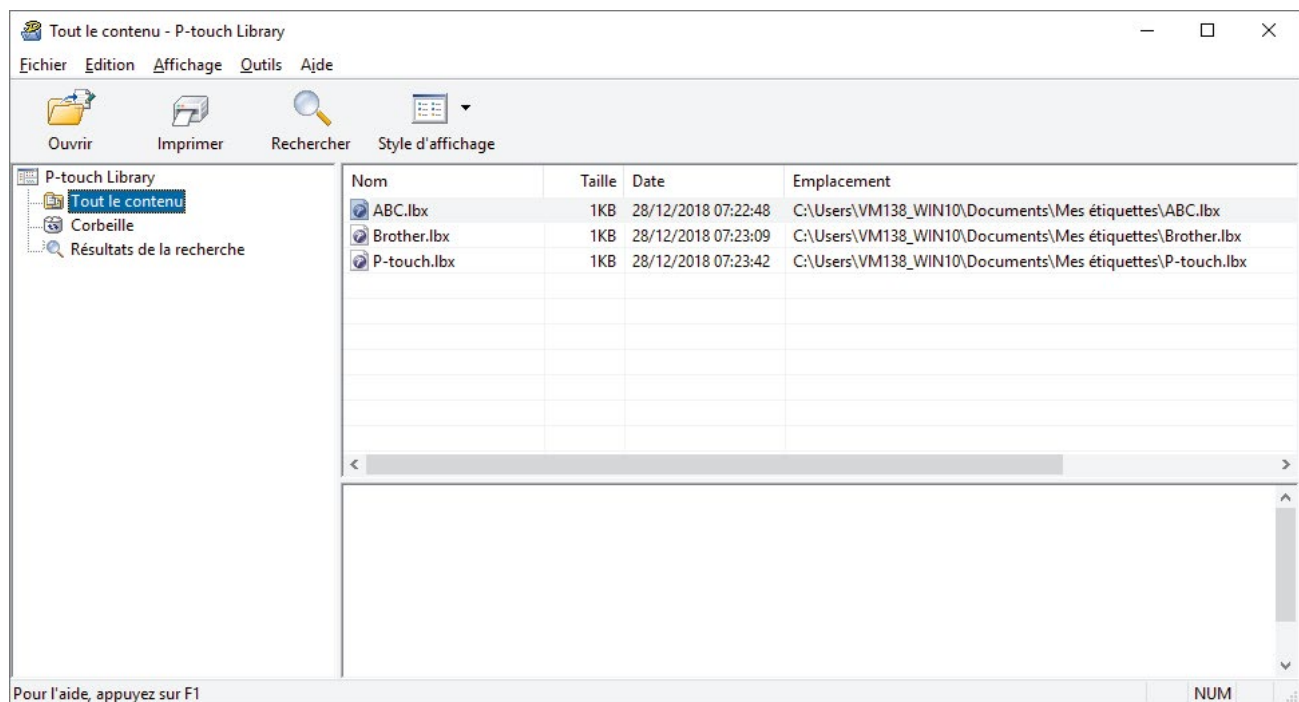 Tout le contenu - P-touch Library
Fichier Edition Affichage Outils Aide
Ouvrir Imprimer Rechercher Style d'affichage
P-touch Library
Tout le contenu
Corbeille
Résultats de la recherche
Nom Taille Date Emplacement
ABC.lbx 1KB 28/12/2018 07:22:48 C:\Users\VM138_WIN10\Documents\Mes étiquettes\ABC.lbx
Brother.lbx 1KB 28/12/2018 07:23:09 C:\Users\VM138_WIN10\Documents\Mes étiquettes\Brother.lbx
P-touch.lbx 1KB 28/12/2018 07:23:42 C:\Users\VM138_WIN10\Documents\Mes étiquettes\P-touch.lbx
Pour l'aide, appuyez sur F1 NUM